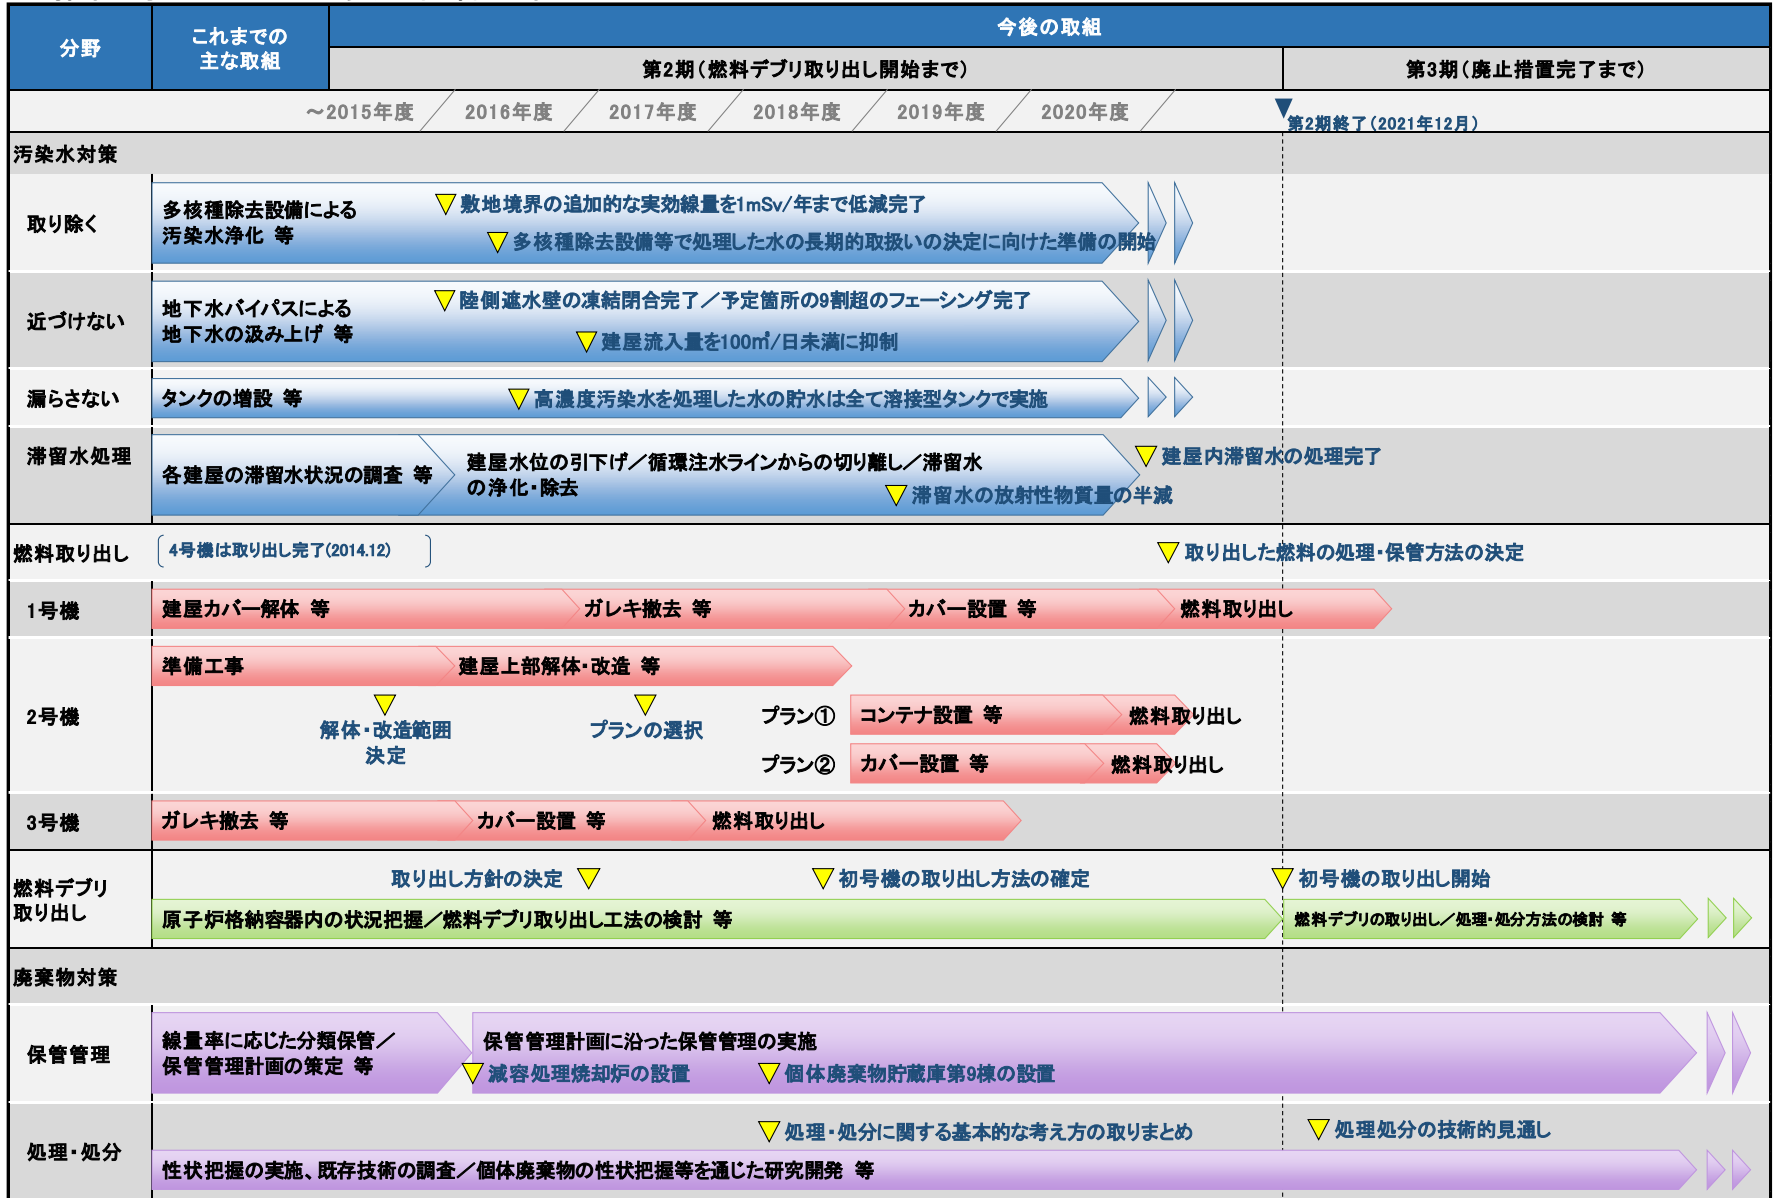 分野
これまでの
主な取組
今後の取組
第2期(燃料デブリ取り出し開始まで)
第3期(廃止措置完了まで)
～2015年度
2016年度
2017年度
2018年度
2019年度
2020年度
第2期終了(2021年12月)
汚染水対策
取り除く
多核種除去設備による
汚染水浄化 等
敷地境界の追加的な実効線量を1mSv/年まで低減完了
多核種除去設備等で処理した水の長期的取扱いの決定に向けた準備の開始
近づけない
地下水バイパスによる
地下水の汲み上げ 等
陸側遮水壁の凍結閉合完了／予定箇所の9割超のフェーシング完了
建屋流入量を100㎥/日未満に抑制
漏らさない
タンクの増設 等
高濃度汚染水を処理した水の貯水は全て溶接型タンクで実施
滞留水処理
各建屋の滞留水状況の調査 等
建屋水位の引下げ／循環注水ラインからの切り離し／滞留水
の浄化・除去
建屋内滞留水の処理完了
滞留水の放射性物質量の半減
燃料取り出し
4号機は取り出し完了(2014.12)
取り出した燃料の処理・保管方法の決定
1号機
建屋カバー解体 等
ガレキ撤去 等
カバー設置 等
燃料取り出し
2号機
準備工事
建屋上部解体・改造 等
解体・改造範囲
決定
プランの選択
プラン①
コンテナ設置 等
燃料取り出し
プラン②
カバー設置 等
燃料取り出し
3号機
ガレキ撤去 等
カバー設置 等
燃料取り出し
燃料デブリ
取り出し
取り出し方針の決定
初号機の取り出し方法の確定
初号機の取り出し開始
原子炉格納容器内の状況把握／燃料デブリ取り出し工法の検討 等
燃料デブリの取り出し／処理・処分方法の検討 等
廃棄物対策
保管管理
線量率に応じた分類保管／
保管管理計画の策定 等
保管管理計画に沿った保管管理の実施
減容処理焼却炉の設置
個体廃棄物貯蔵庫第9棟の設置
処理・処分
処理・処分に関する基本的な考え方の取りまとめ
処理処分の技術的見通し
性状把握の実施、既存技術の調査／個体廃棄物の性状把握等を通じた研究開発 等